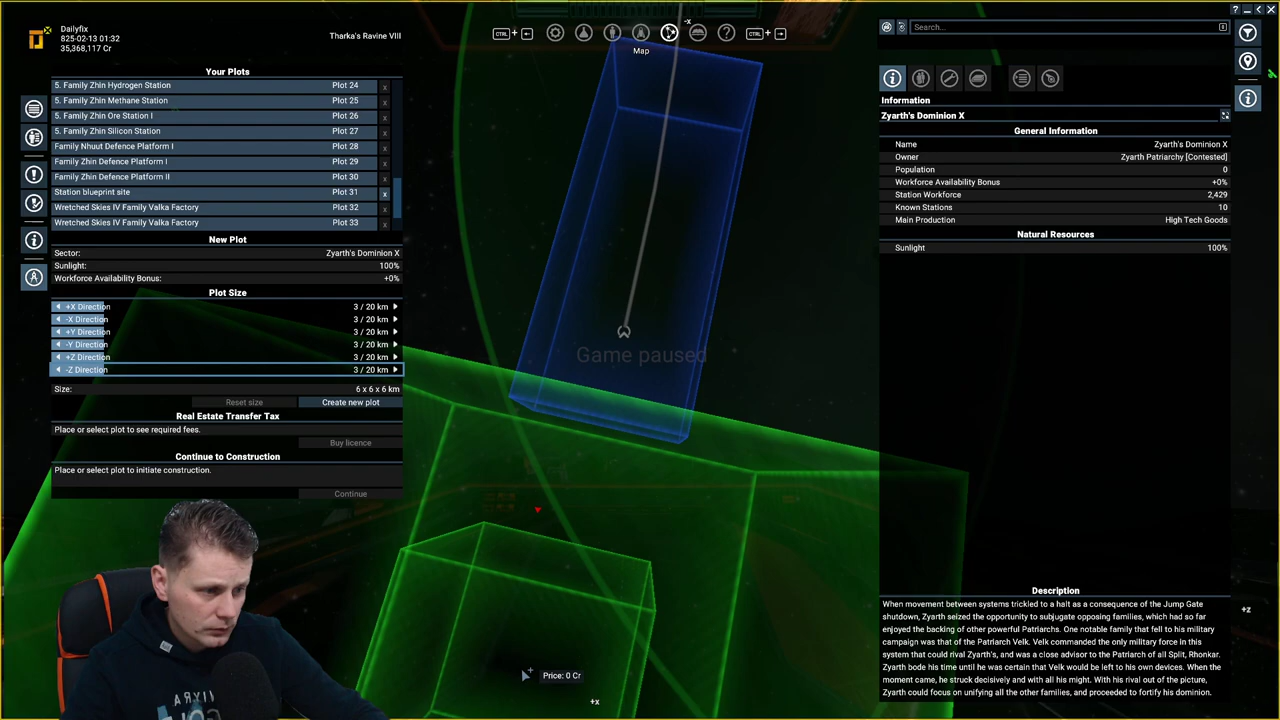 Dailyfix
825-02-13 01:32
35,368,117 Cr
Tharka's Ravine VIII
CTRL + ←
CTRL + →
Map
-x
Your Plots
5. Family Zhin Hydrogen Station Plot 24 x
5. Family Zhin Methane Station Plot 25 x
5. Family Zhin Ore Station I Plot 26 x
5. Family Zhin Silicon Station Plot 27 x
Family Nhuut Defence Platform I Plot 28 x
Family Zhin Defence Platform I Plot 29 x
Family Zhin Defence Platform II Plot 30 x
Station blueprint site Plot 31 x
Wretched Skies IV Family Valka Factory Plot 32 x
Wretched Skies IV Family Valka Factory Plot 33 x
New Plot
Sector: Zyarth's Dominion X
Sunlight: 100%
Workforce Availability Bonus: +0%
Plot Size
+X Direction 3 / 20 km
-X Direction 3 / 20 km
+Y Direction 3 / 20 km
-Y Direction 3 / 20 km
+Z Direction 3 / 20 km
-Z Direction 3 / 20 km
Size: 6 x 6 x 6 km
Reset size Create new plot
Real Estate Transfer Tax
Place or select plot to see required fees.
Buy licence
Continue to Construction
Place or select plot to initiate construction.
Continue
Game paused
Price: 0 Cr
+x
+z
Search...
Information
Zyarth's Dominion X
General Information
Name Zyarth's Dominion X
Owner Zyarth Patriarchy [Contested]
Population 0
Workforce Availability Bonus +0%
Station Workforce 2,429
Known Stations 10
Main Production High Tech Goods
Natural Resources
Sunlight 100%
Description
When movement between systems trickled to a halt as a consequence of the Jump Gate
shutdown, Zyarth seized the opportunity to subjugate opposing families, which had so far
enjoyed the backing of other powerful Patriarchs. One notable family that fell to his military
campaign was that of the Patriarch Velk. Velk commanded the only military force in this
system that could rival Zyarth's, and was a close advisor to the Patriarch of all Split, Rhonkar.
Zyarth bode his time until he was certain that Velk would be left to his own devices. When the
moment came, he struck decisively and with all his might. With his rival out of the picture,
Zyarth could focus on unifying all the other families, and proceeded to fortify his dominion.